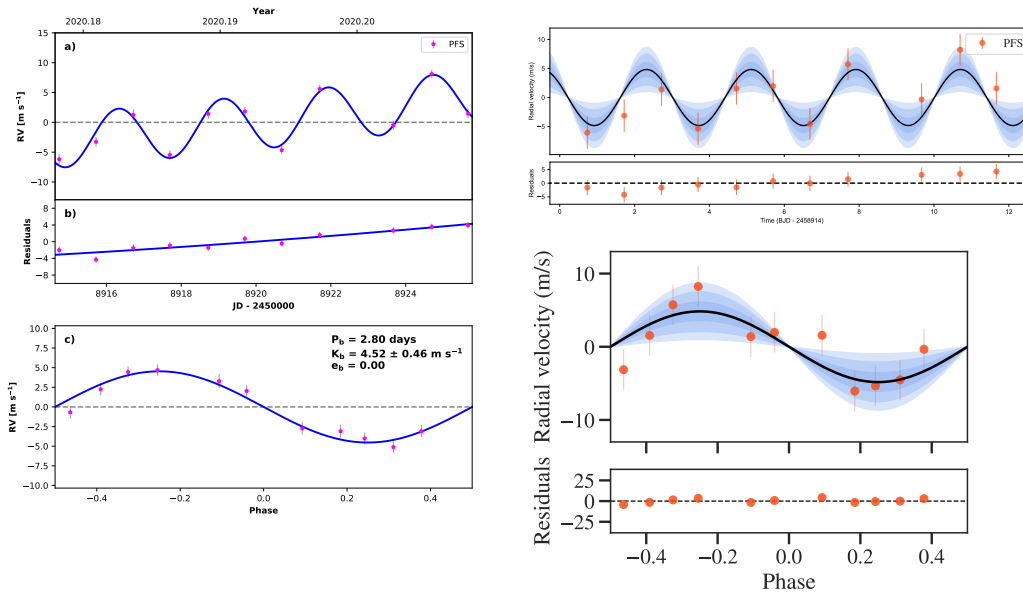 Year
2020.18 2020.19 2020.20
a)
PFS
15
10
5
0
−5
−10
RV [m s⁻¹]
b)
8
4
0
−4
−8
Residuals
8916 8918 8920 8922 8924
JD - 2450000
c)
P_b = 2.80 days
K_b = 4.52 ± 0.46 m s⁻¹
e_b = 0.00
10.0
7.5
5.0
2.5
0.0
−2.5
−5.0
−7.5
−10.0
RV [m s⁻¹]
−0.4 −0.2 0.0 0.2 0.4
Phase
PFS
10
5
0
−5
Radial velocity (m/s)
5
0
−5
Residuals
0 2 4 6 8 10 12
Time (BJD - 2458914)
10
0
−10
Radial velocity (m/s)
25
0
−25
Residuals
−0.4 −0.2 0.0 0.2 0.4
Phase